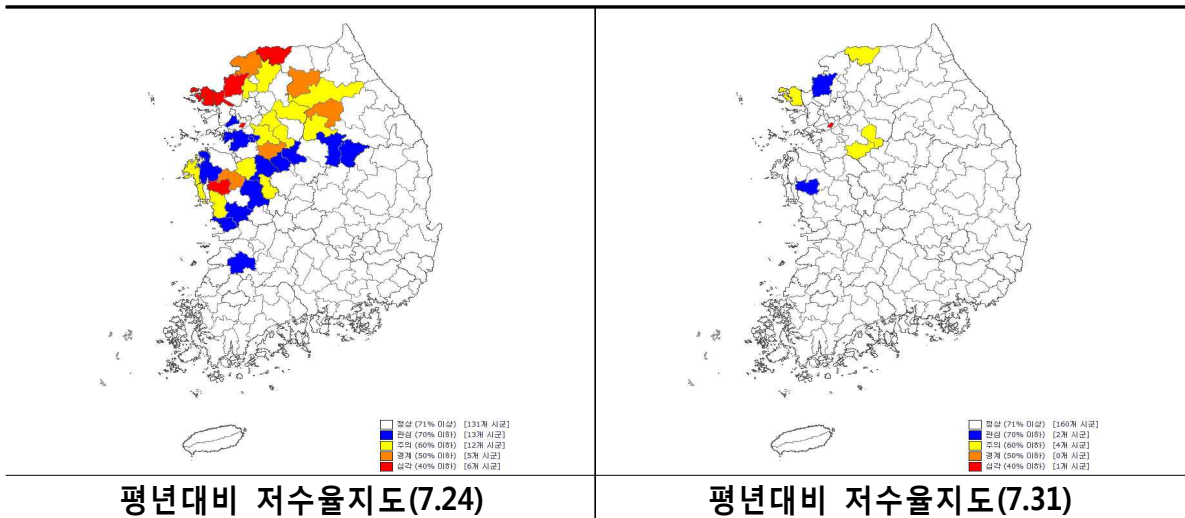 정상 (71% 이상) [131개 시군]
관심 (70% 이하) [13개 시군]
주의 (60% 이하) [12개 시군]
경계 (50% 이하) [5개 시군]
심각 (40% 이하) [6개 시군]
평년대비 저수율지도(7.24)
정상 (71% 이상) [160개 시군]
관심 (70% 이하) [2개 시군]
주의 (60% 이하) [4개 시군]
경계 (50% 이하) [0개 시군]
심각 (40% 이하) [1개 시군]
평년대비 저수율지도(7.31)